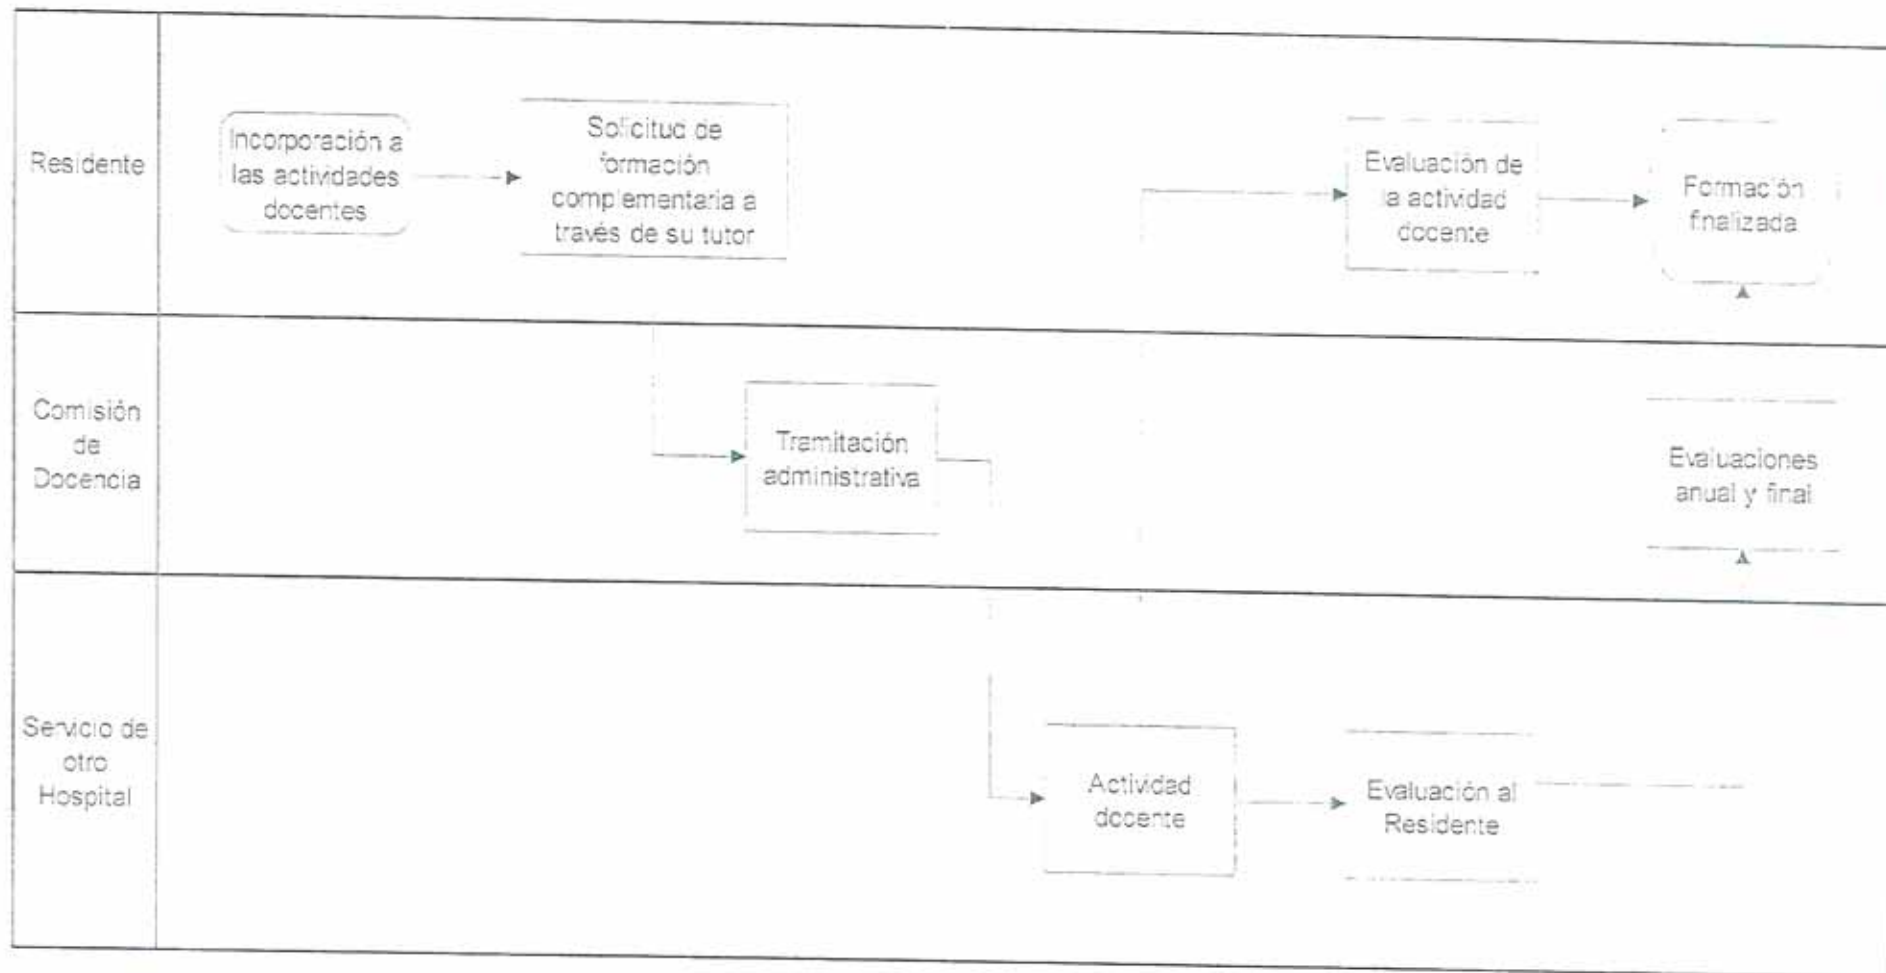 Residente
Incorporación a
las actividades
docentes
Solicitud de
formación
complementaria a
través de su tutor
Evaluación de
la actividad
docente
Formación
finalizada
Comisión
de
Docencia
Tramitación
administrativa
Evaluaciones
anual y final
Servicio de
otro
Hospital
Actividad
docente
Evaluación al
Residente